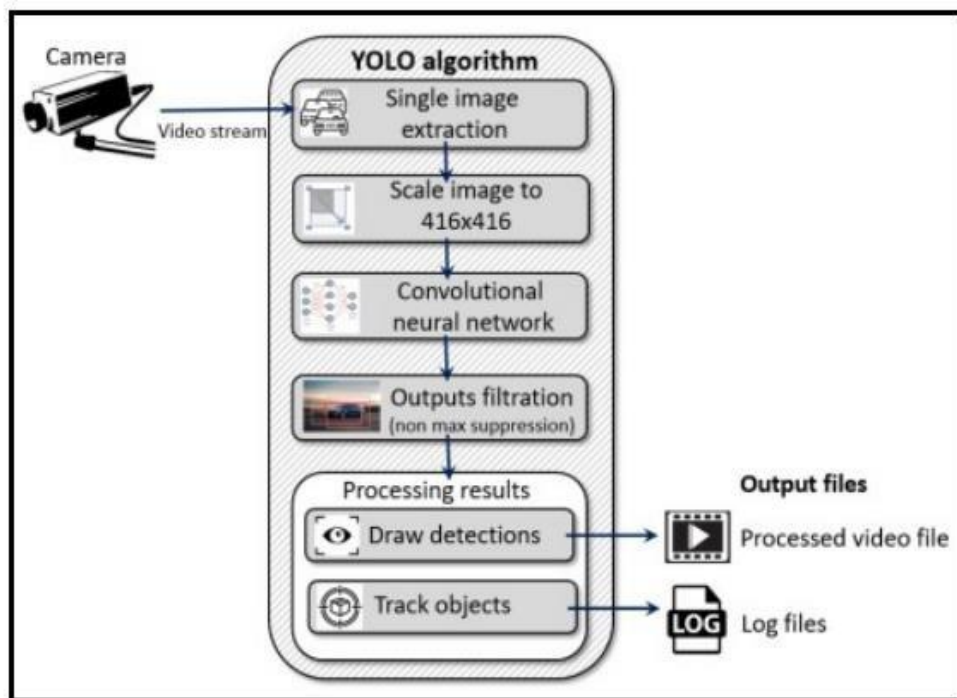 Camera
Video stream
YOLO algorithm
Single image
extraction
Scale image to
416x416
Convolutional
neural network
Outputs filtration
(non max suppression)
Processing results
Draw detections
Track objects
Output files
Processed video file
LOG
Log files